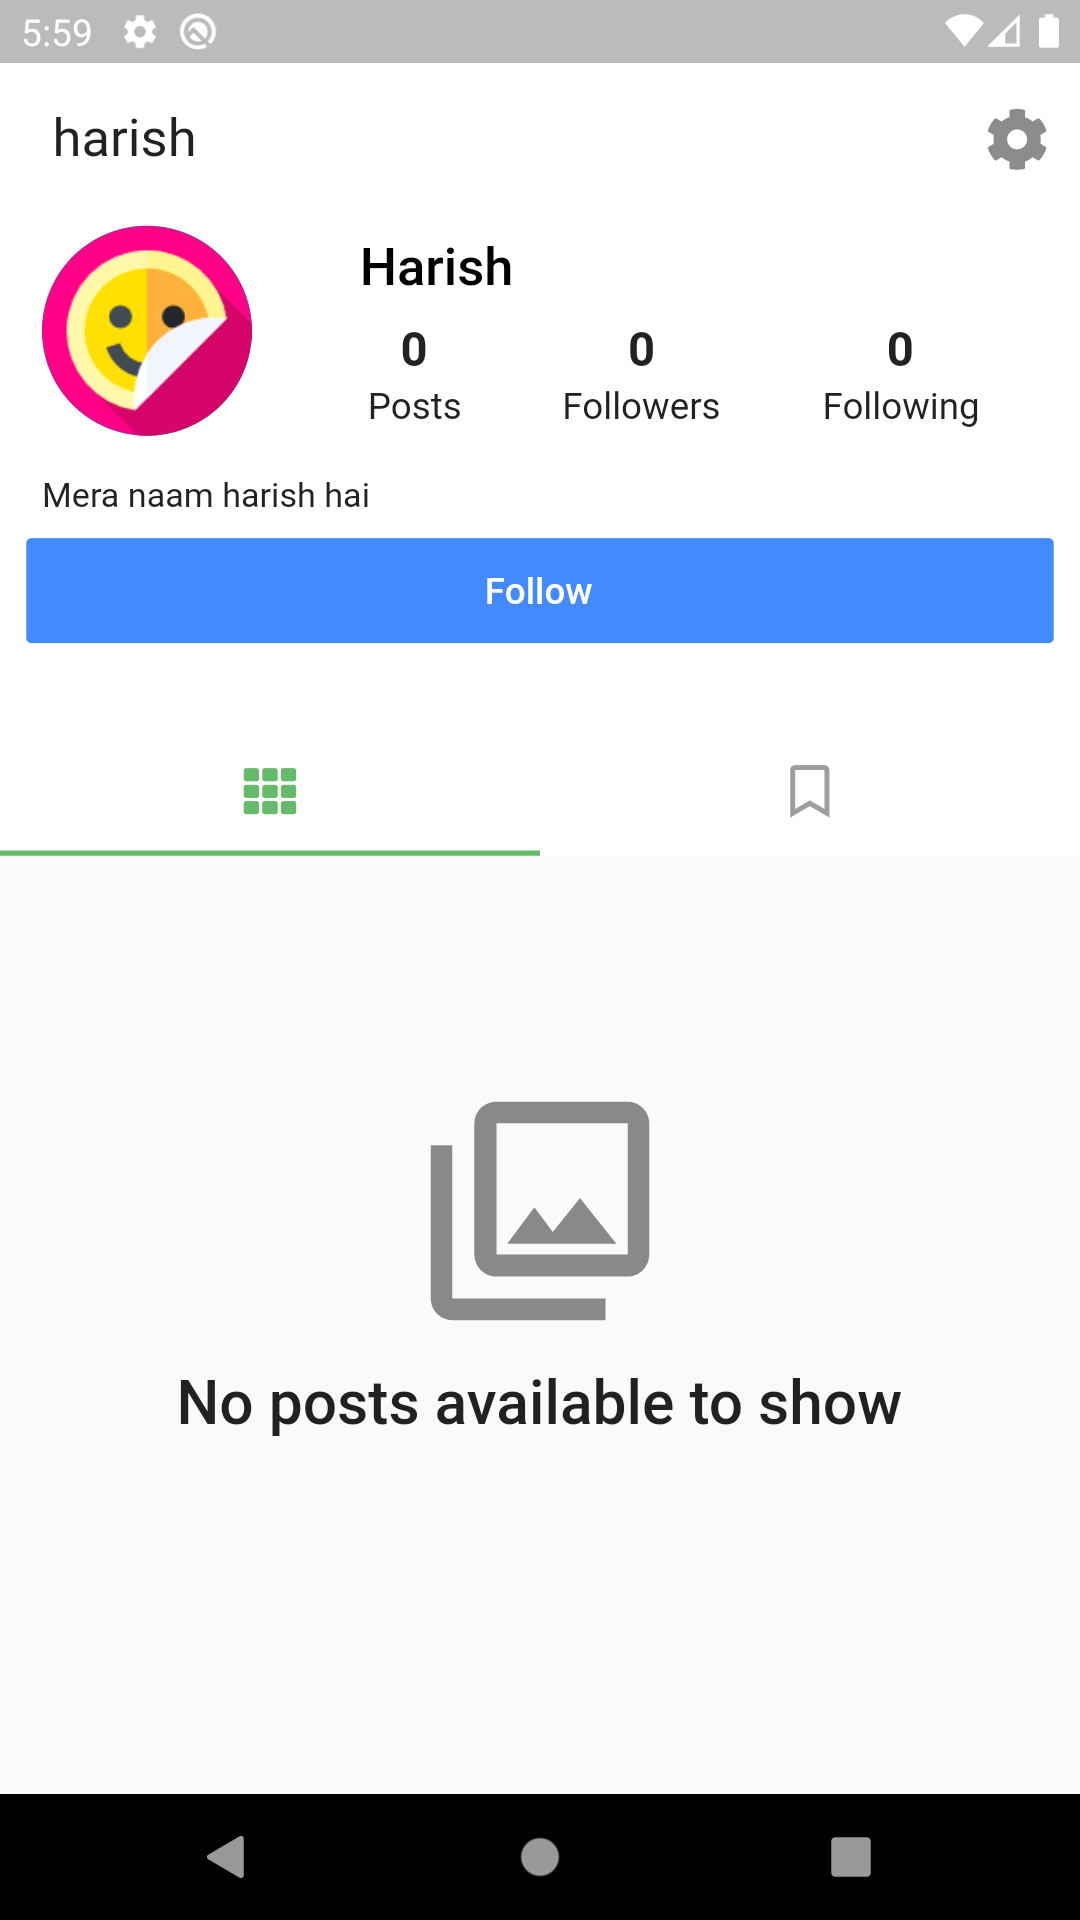 5:59
harish
Harish
0 0 0
Posts Followers Following
Mera naam harish hai
Follow
No posts available to show